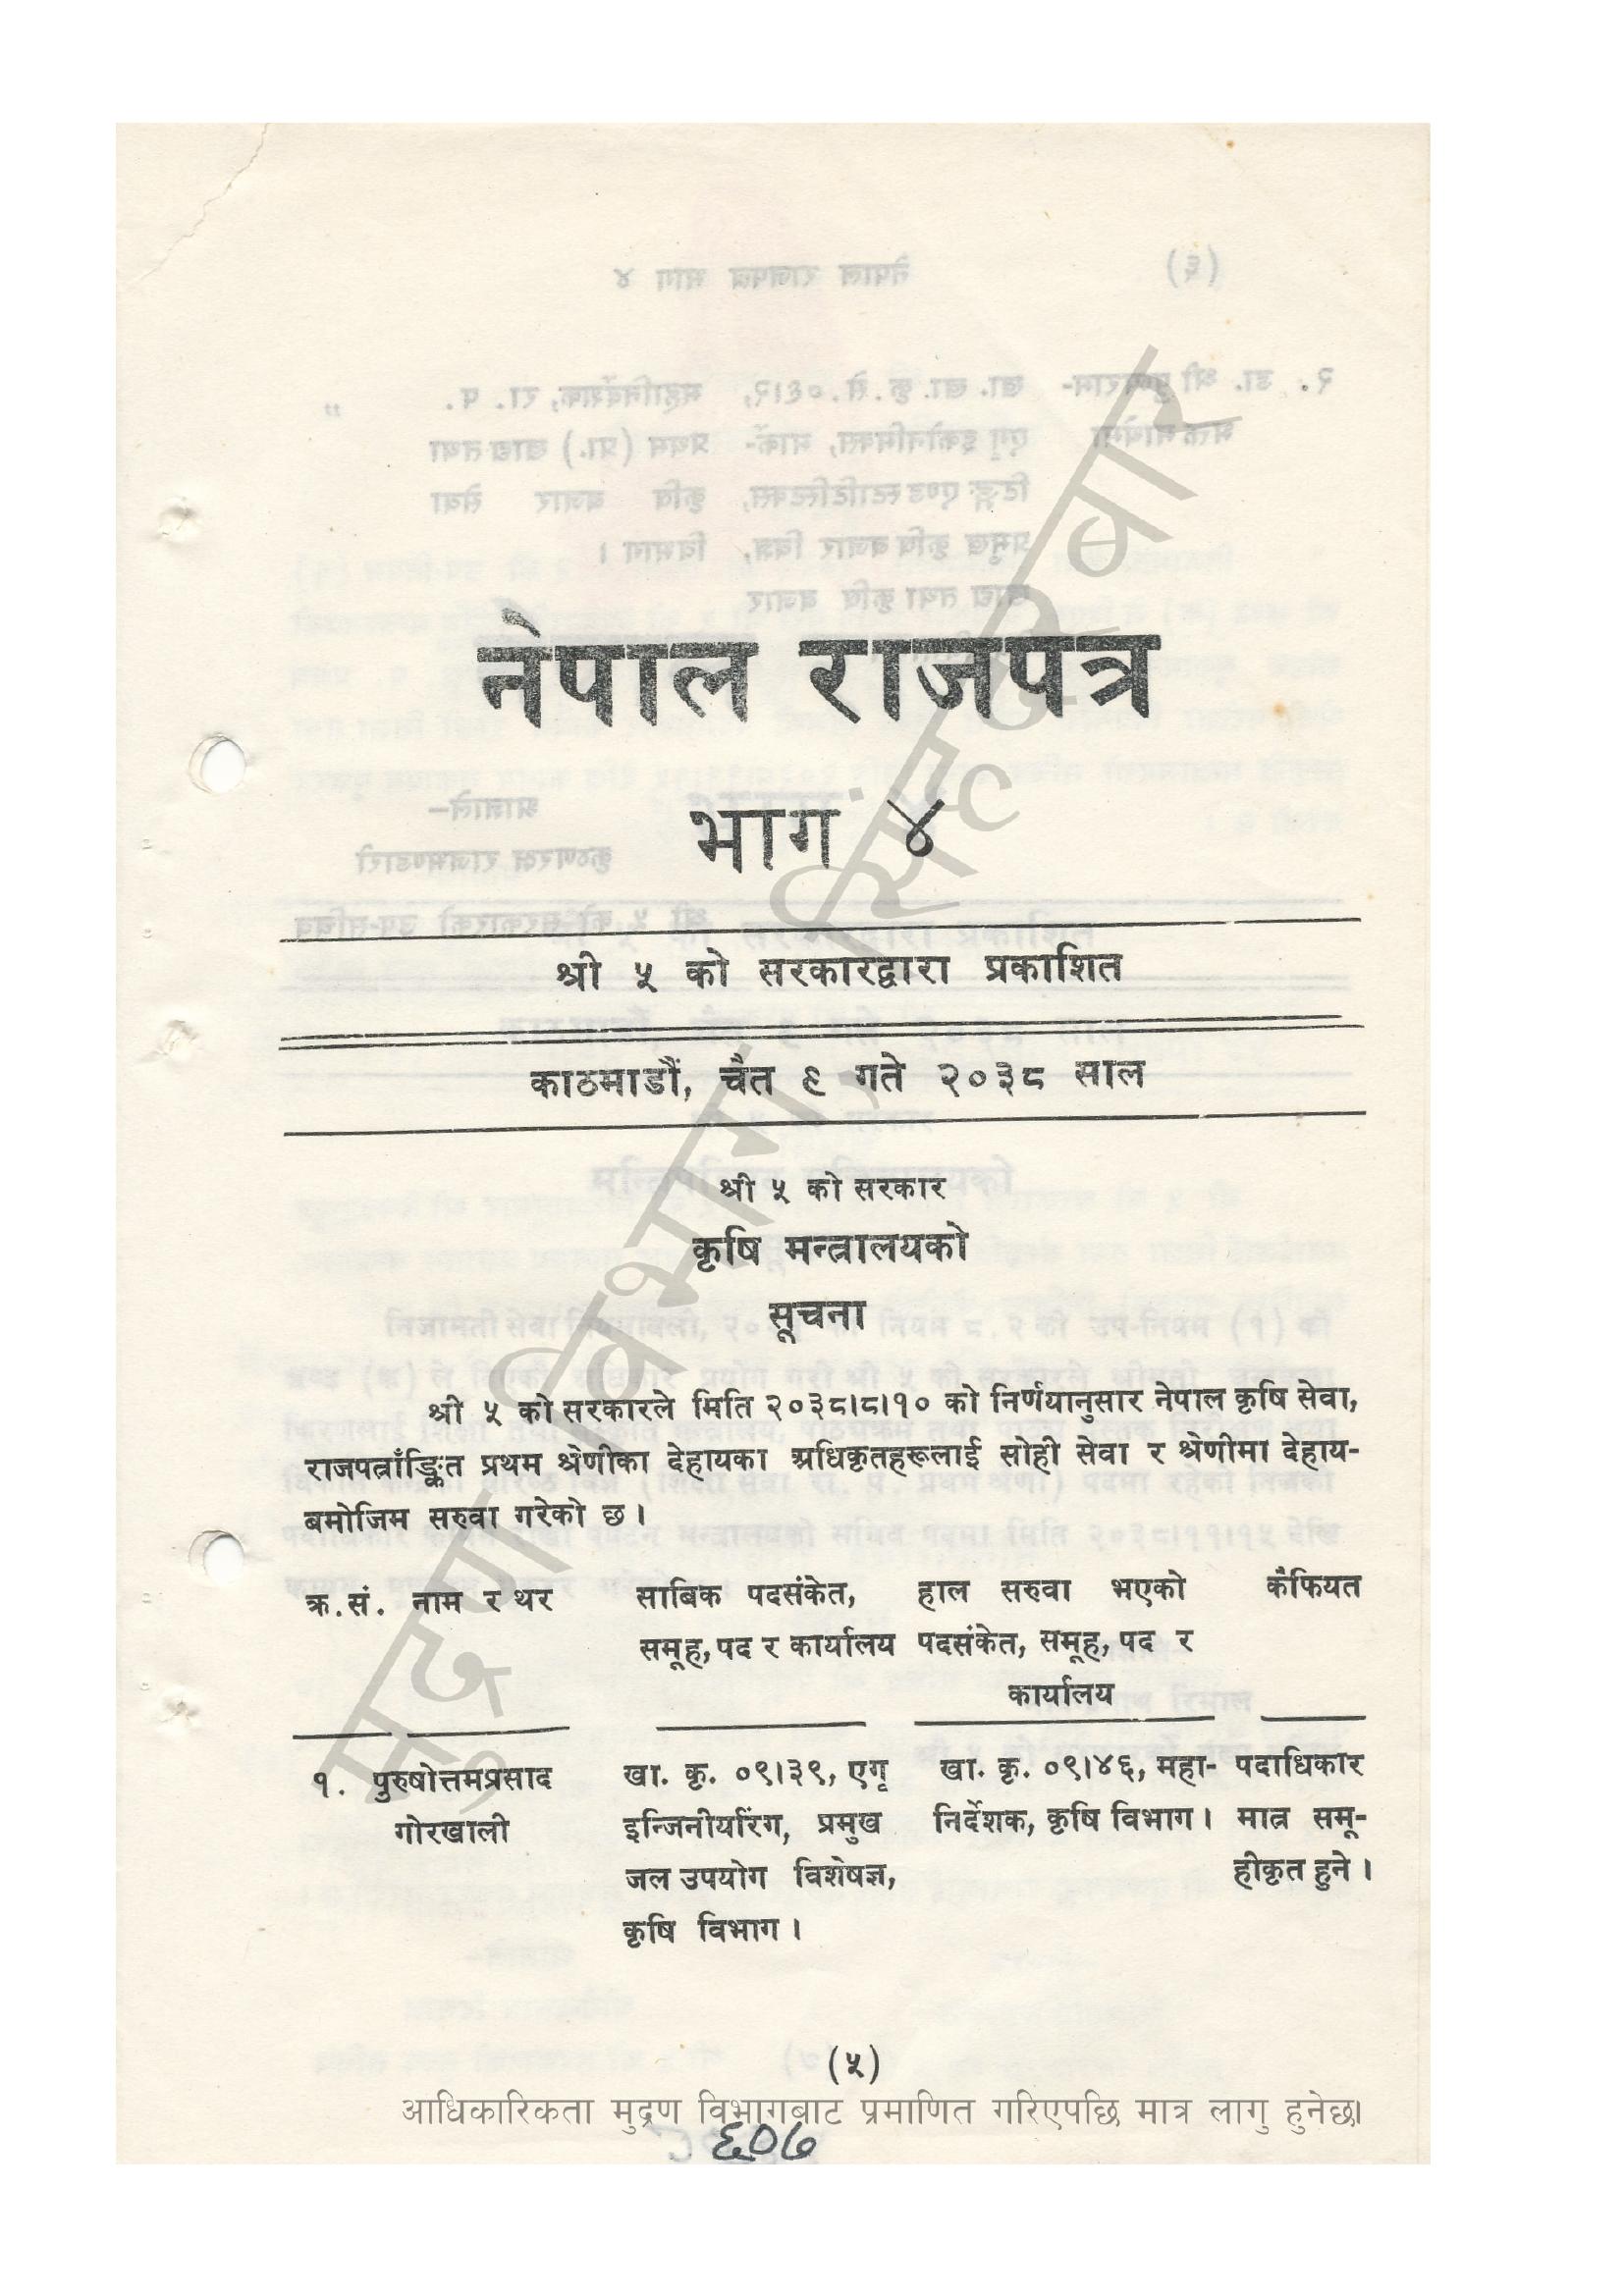 नेपाल राजपत्र
भाग ४
श्री ५ को सरकारद्वारा प्रकाशित
काठमाडौं, चैत ९ गते २०३८ साल
श्री ५ को सरकार
कृषि मन्त्रालयको
सूचना
श्री ५ को सरकारले मिति २०३८।८।१० को निर्णयानुसार नेपाल कृषि सेवा,
राजपत्राँङ्कित प्रथम श्रेणीका देहायका अधिकृतहरूलाई सोही सेवा र श्रेणीमा देहाय-
बमोजिम सरुवा गरेको छ ।
क्र.सं. नाम र थर साबिक पदसंकेत, हाल सरुवा भएको कैफियत
समूह, पद र कार्यालय पदसंकेत, समूह, पद र
कार्यालय
१. पुरुषोत्तमप्रसाद खा. कृ. ०९।३९, एगृ खा. कृ. ०९।४६, महा- पदाधिकार
गोरखाली इन्जिनीयरिंग, प्रमुख निर्देशक, कृषि विभाग । मात्र समू-
जल उपयोग विशेषज्ञ, हीकृत हुने ।
कृषि विभाग ।
(५)
आधिकारिकता मुद्रण विभागबाट प्रमाणित गरिएपछि मात्र लागु हुनेछ।
६०७
मुद्रण विभाग, सिंहदरवार